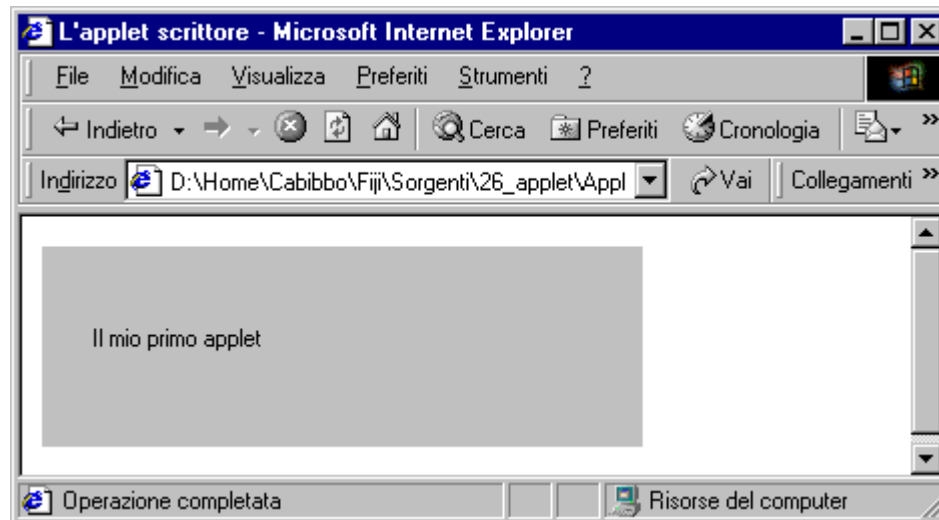 L'applet scrittore - Microsoft Internet Explorer
File Modifica Visualizza Preferiti Strumenti ?
Indietro Cerca Preferiti Cronologia »
Indirizzo D:\Home\Cabibbo\Fiji\Sorgenti\26_applet\Appl Vai Collegamenti »
Il mio primo applet
Operazione completata Risorse del computer